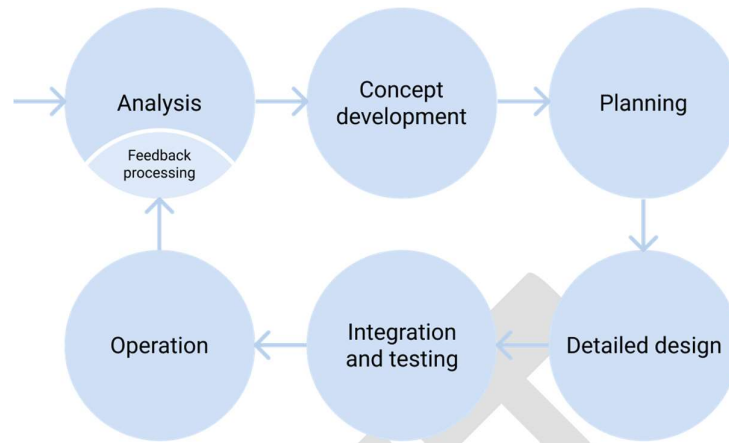 Analysis
Feedback
processing
Concept
development
Planning
Operation
Integration
and testing
Detailed design